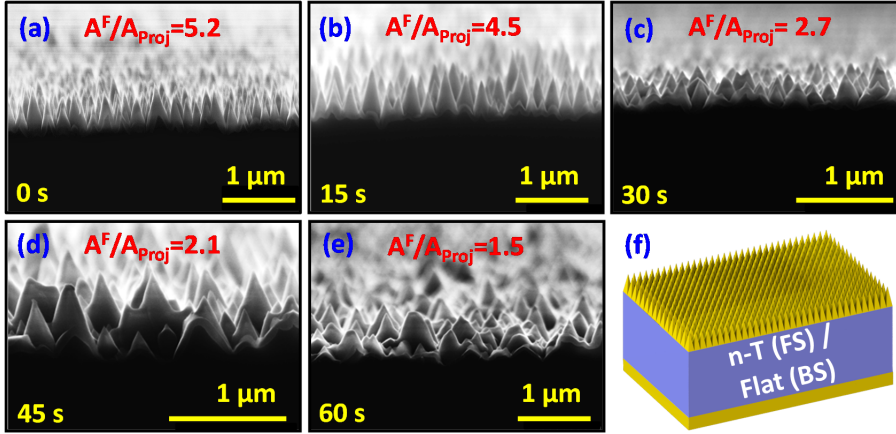 (a) A^F/A_Proj=5.2
0 s
1 μm
(b) A^F/A_Proj=4.5
15 s
1 μm
(c) A^F/A_Proj= 2.7
30 s
1 μm
(d) A^F/A_Proj=2.1
45 s
1 μm
(e) A^F/A_Proj=1.5
60 s
1 μm
(f)
n-T (FS) /
Flat (BS)